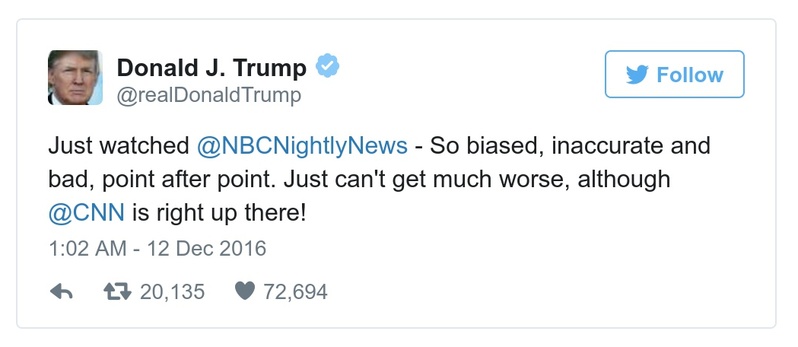 Donald J. Trump
@realDonaldTrump
Follow
Just watched @NBCNightlyNews - So biased, inaccurate and
bad, point after point. Just can't get much worse, although
@CNN is right up there!
1:02 AM - 12 Dec 2016
20,135 72,694